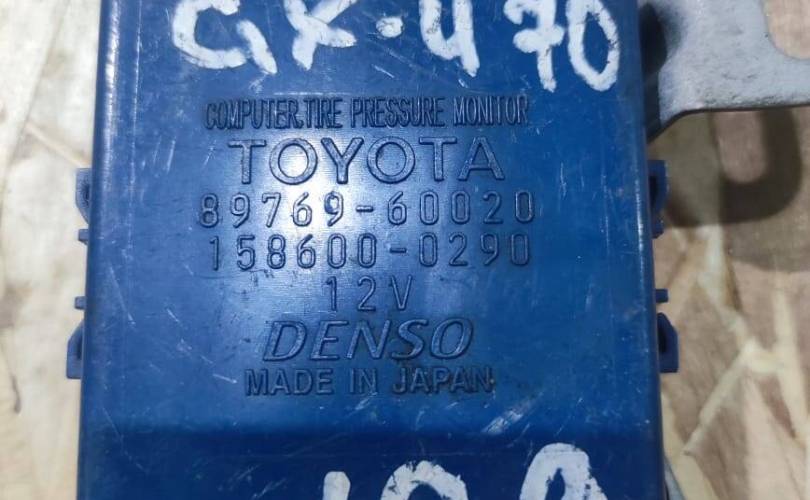 GX-470
COMPUTER.TIRE PRESSURE MONITOR
TOYOTA
89769-60020
158600-0290
12V
DENSO
MADE IN JAPAN